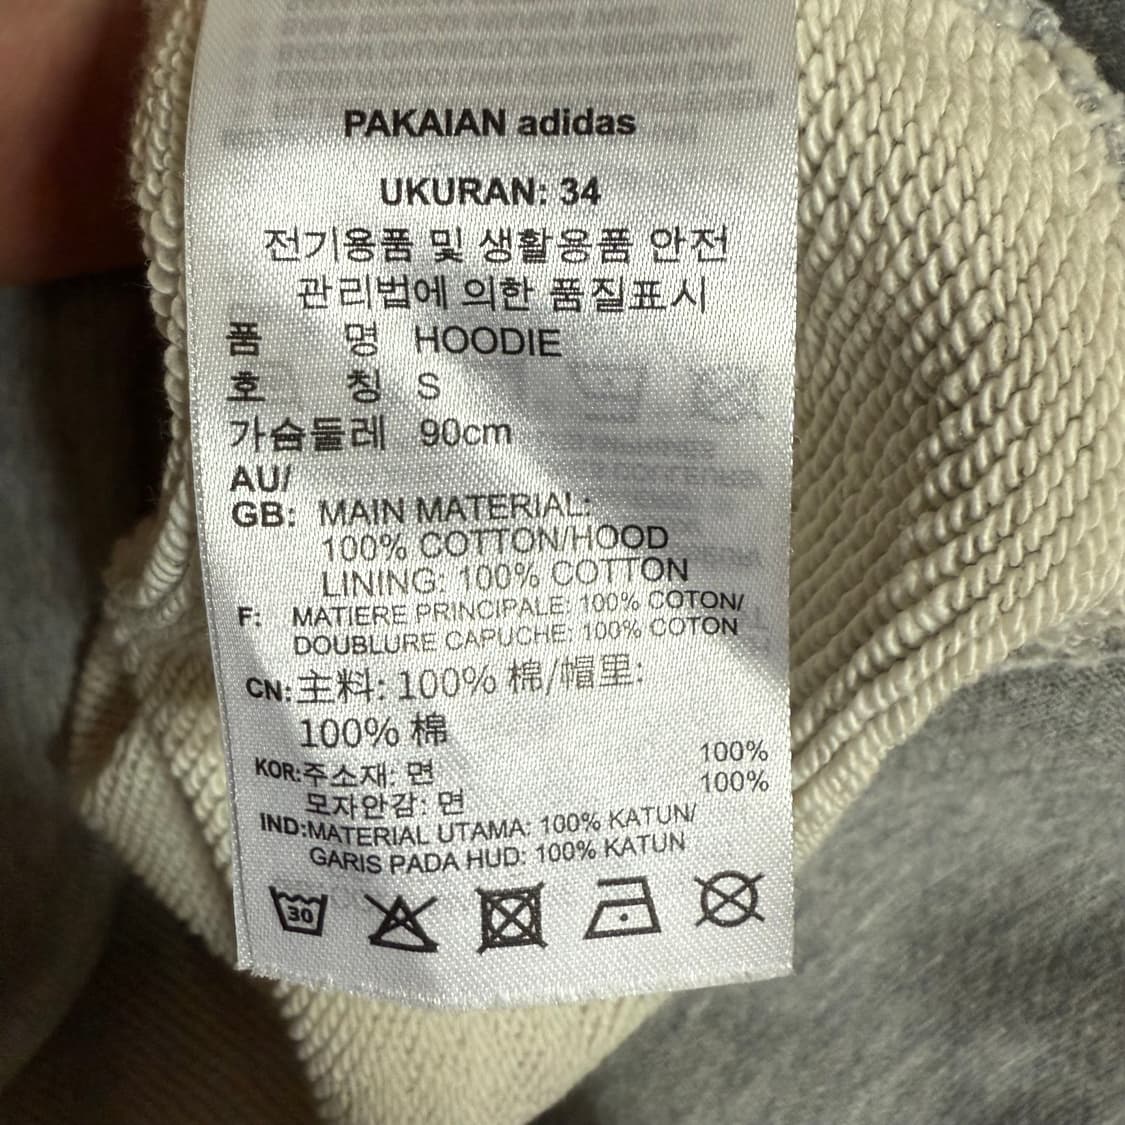 PAKAIAN adidas
UKURAN: 34
전기용품 및 생활용품 안전
관리법에 의한 품질표시
품 명 HOODIE
호 칭 S
가슴둘레 90cm
AU/
GB: MAIN MATERIAL:
100% COTTON/HOOD
LINING: 100% COTTON
F: MATIERE PRINCIPALE: 100% COTON/
DOUBLURE CAPUCHE: 100% COTON
CN: 主料: 100% 棉/帽里:
100% 棉
KOR: 주소재: 면 100%
모자안감: 면 100%
IND: MATERIAL UTAMA: 100% KATUN/
GARIS PADA HUD: 100% KATUN
30